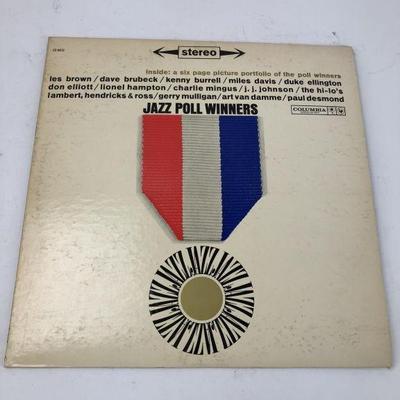 stereo
inside: a six page picture portfolio of the poll winners
les brown/dave brubeck/kenny burrell/miles davis/duke ellington
don elliott/lionel hampton/charlie mingus/j. j. johnson/the hi-lo's
lambert, hendricks & ross/gerry mulligan/art van damme/paul desmond
JAZZ POLL WINNERS
COLUMBIA